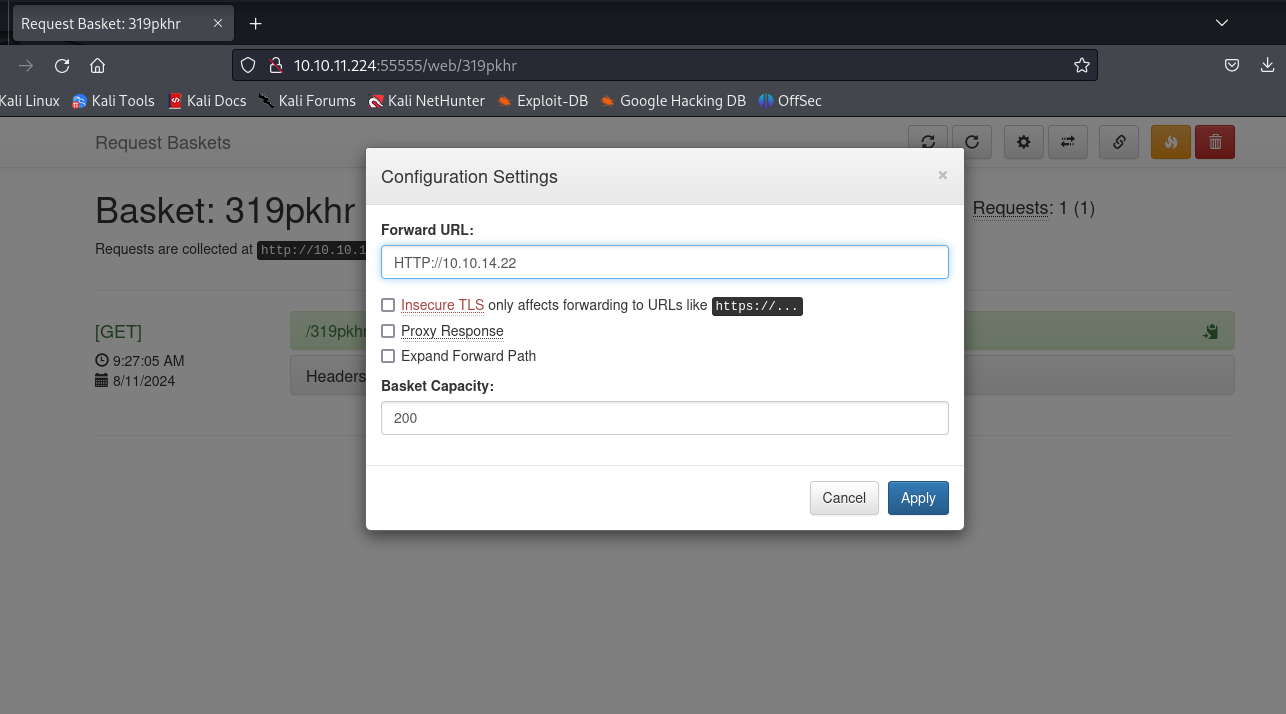 Request Basket: 319pkhr
10.10.11.224:55555/web/319pkhr
Kali Linux Kali Tools Kali Docs Kali Forums Kali NetHunter Exploit-DB Google Hacking DB OffSec
Request Baskets
Configuration Settings
Basket: 319pkhr
Requests: 1 (1)
Requests are collected at http://10.10.1
Forward URL:
HTTP://10.10.14.22
Insecure TLS only affects forwarding to URLs like https://...
Proxy Response
Expand Forward Path
[GET]
/319pkhr
9:27:05 AM
8/11/2024
Headers
Basket Capacity:
200
Cancel Apply